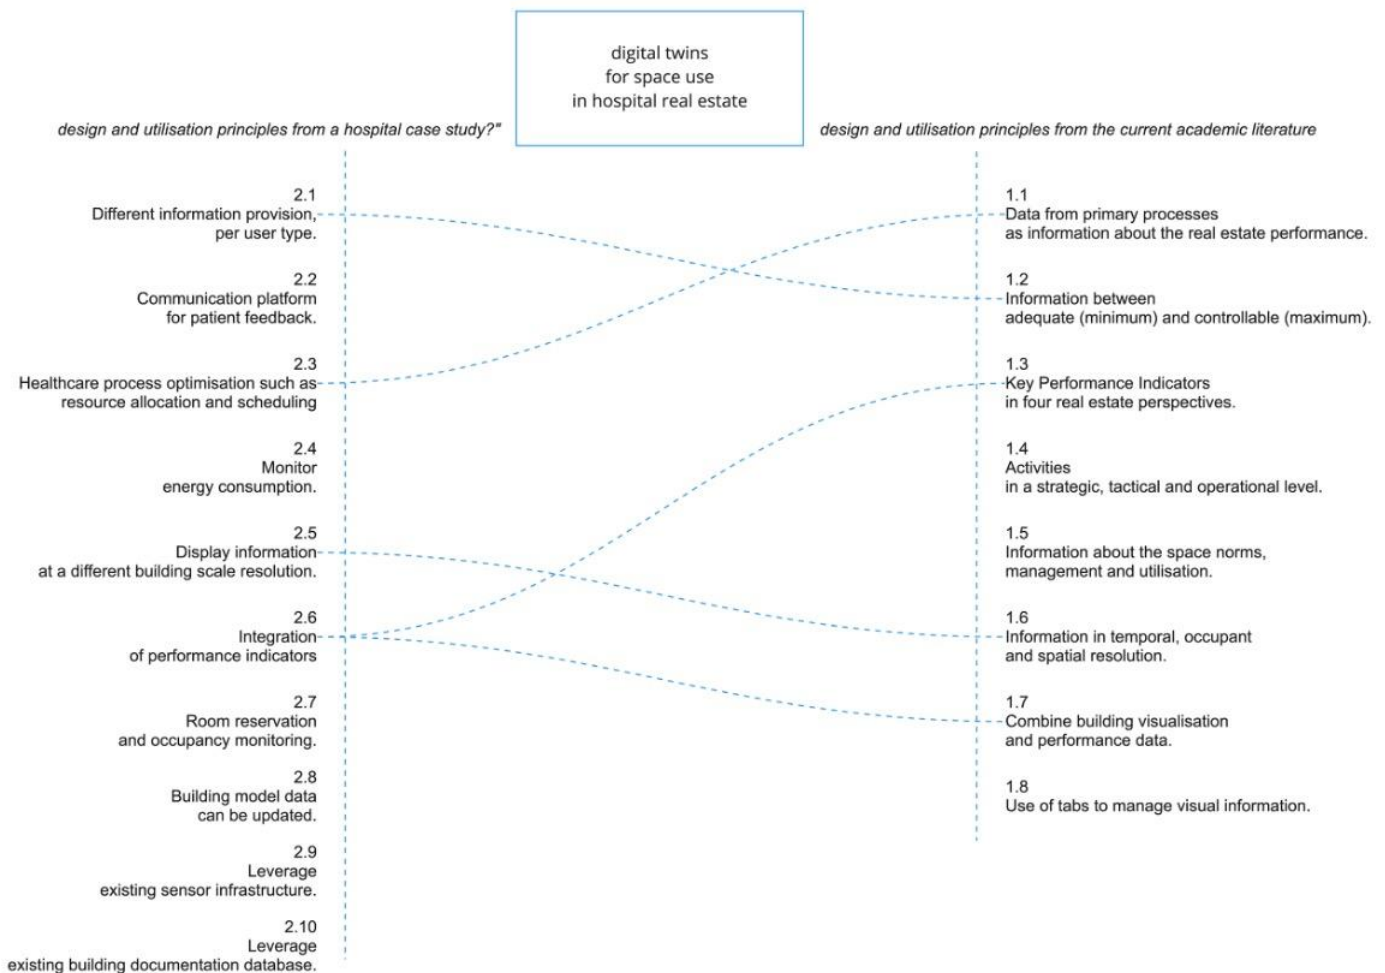 digital twins
for space use
in hospital real estate
design and utilisation principles from a hospital case study?"
2.1
Different information provision,
per user type.
2.2
Communication platform
for patient feedback.
2.3
Healthcare process optimisation such as
resource allocation and scheduling
2.4
Monitor
energy consumption.
2.5
Display information
at a different building scale resolution.
2.6
Integration
of performance indicators
2.7
Room reservation
and occupancy monitoring.
2.8
Building model data
can be updated.
2.9
Leverage
existing sensor infrastructure.
2.10
Leverage
existing building documentation database.
design and utilisation principles from the current academic literature
1.1
Data from primary processes
as information about the real estate performance.
1.2
Information between
adequate (minimum) and controllable (maximum).
1.3
Key Performance Indicators
in four real estate perspectives.
1.4
Activities
in a strategic, tactical and operational level.
1.5
Information about the space norms,
management and utilisation.
1.6
Information in temporal, occupant
and spatial resolution.
1.7
Combine building visualisation
and performance data.
1.8
Use of tabs to manage visual information.